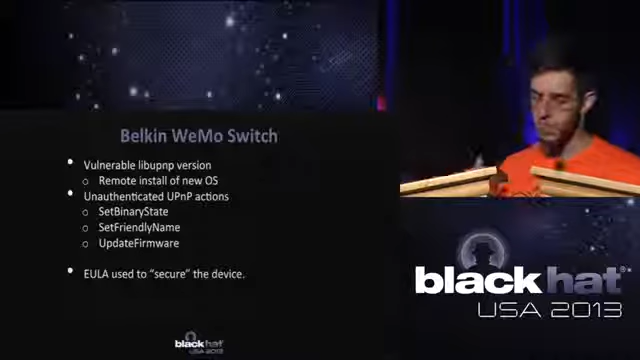 Belkin WeMo Switch
• Vulnerable libupnp version
o Remote install of new OS
• Unauthenticated UPnP actions
o SetBinaryState
o SetFriendlyName
o UpdateFirmware
• EULA used to “secure” the device.
black hat
USA 2013
black hat®
USA 2013